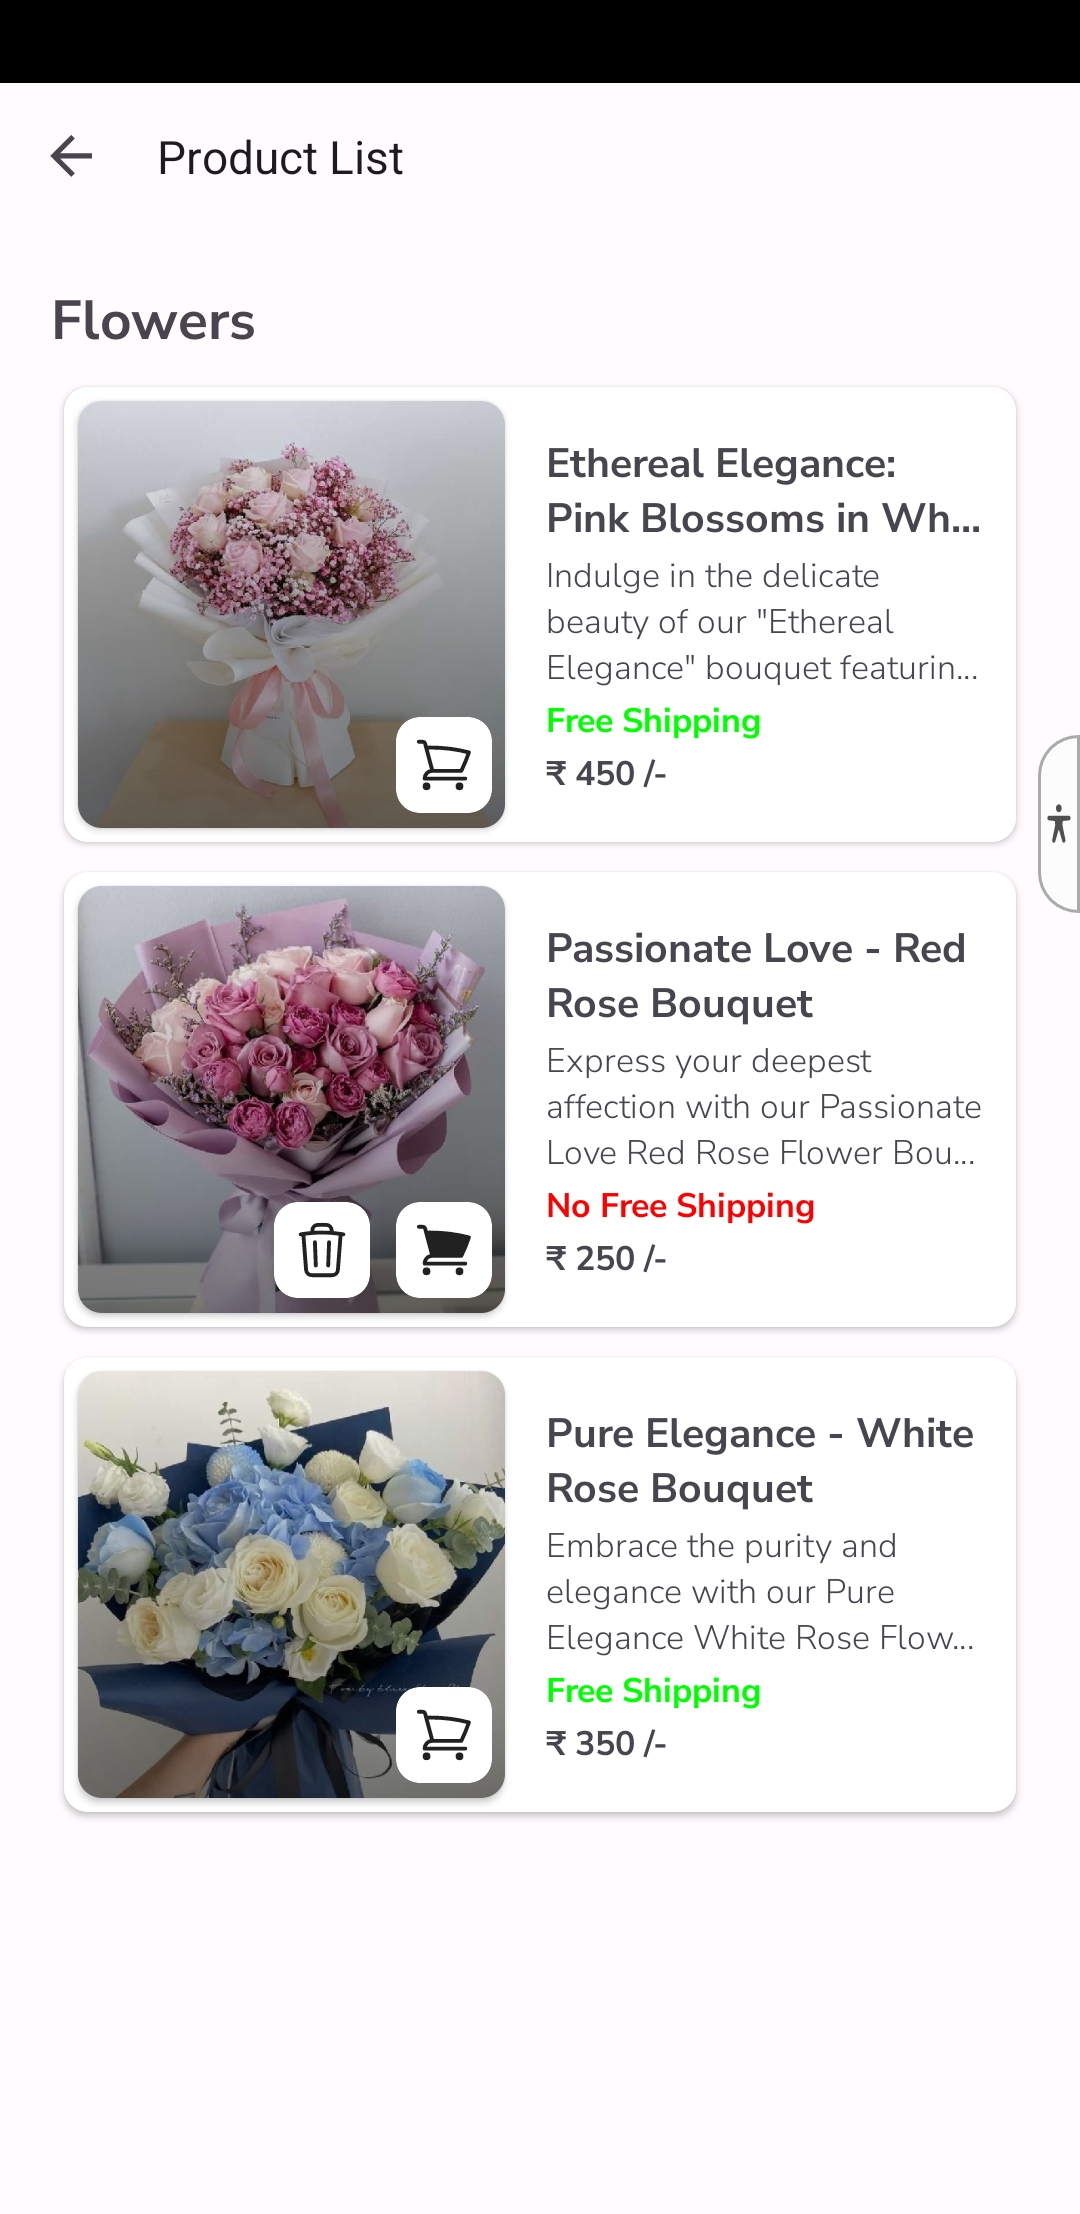 Product List
Flowers
Ethereal Elegance:
Pink Blossoms in Wh...
Indulge in the delicate
beauty of our "Ethereal
Elegance" bouquet featurin...
Free Shipping
₹ 450 /-
Passionate Love - Red
Rose Bouquet
Express your deepest
affection with our Passionate
Love Red Rose Flower Bou...
No Free Shipping
₹ 250 /-
Pure Elegance - White
Rose Bouquet
Embrace the purity and
elegance with our Pure
Elegance White Rose Flow...
Free Shipping
₹ 350 /-